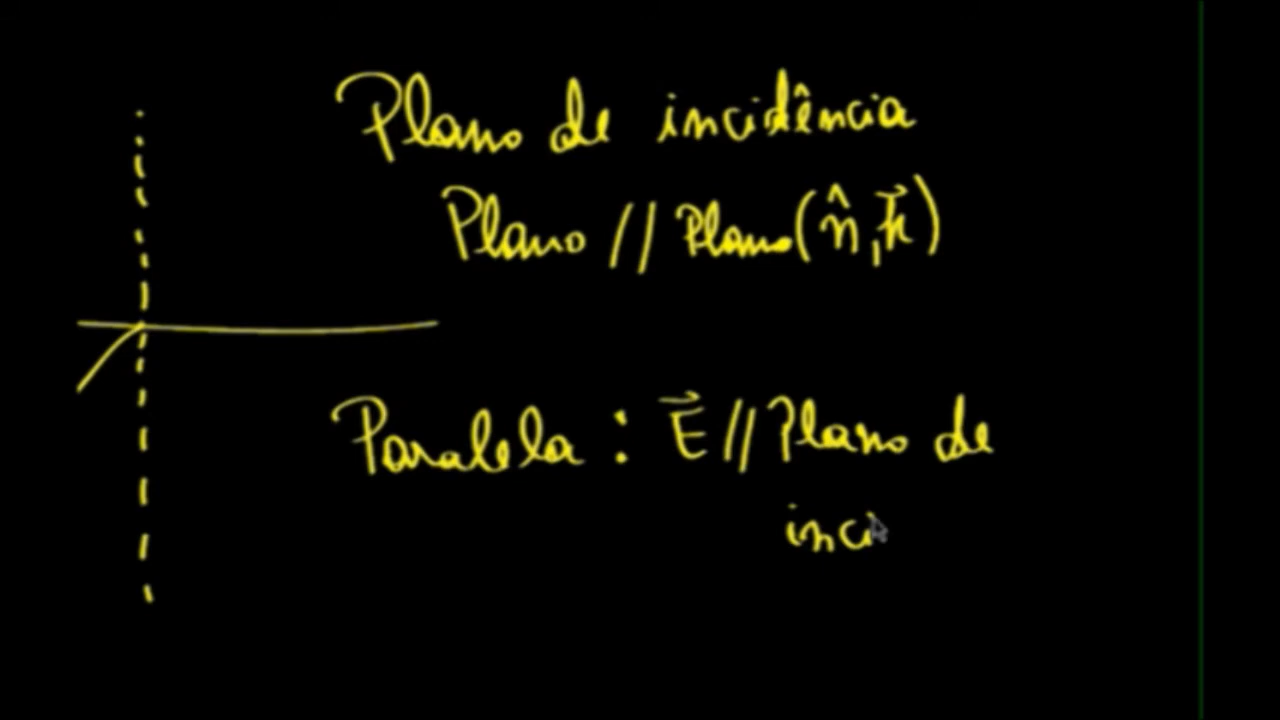 Plano de incidência
Plano // Plano(n̂, k⃗)
Paralela : E⃗ // Plano de
inci